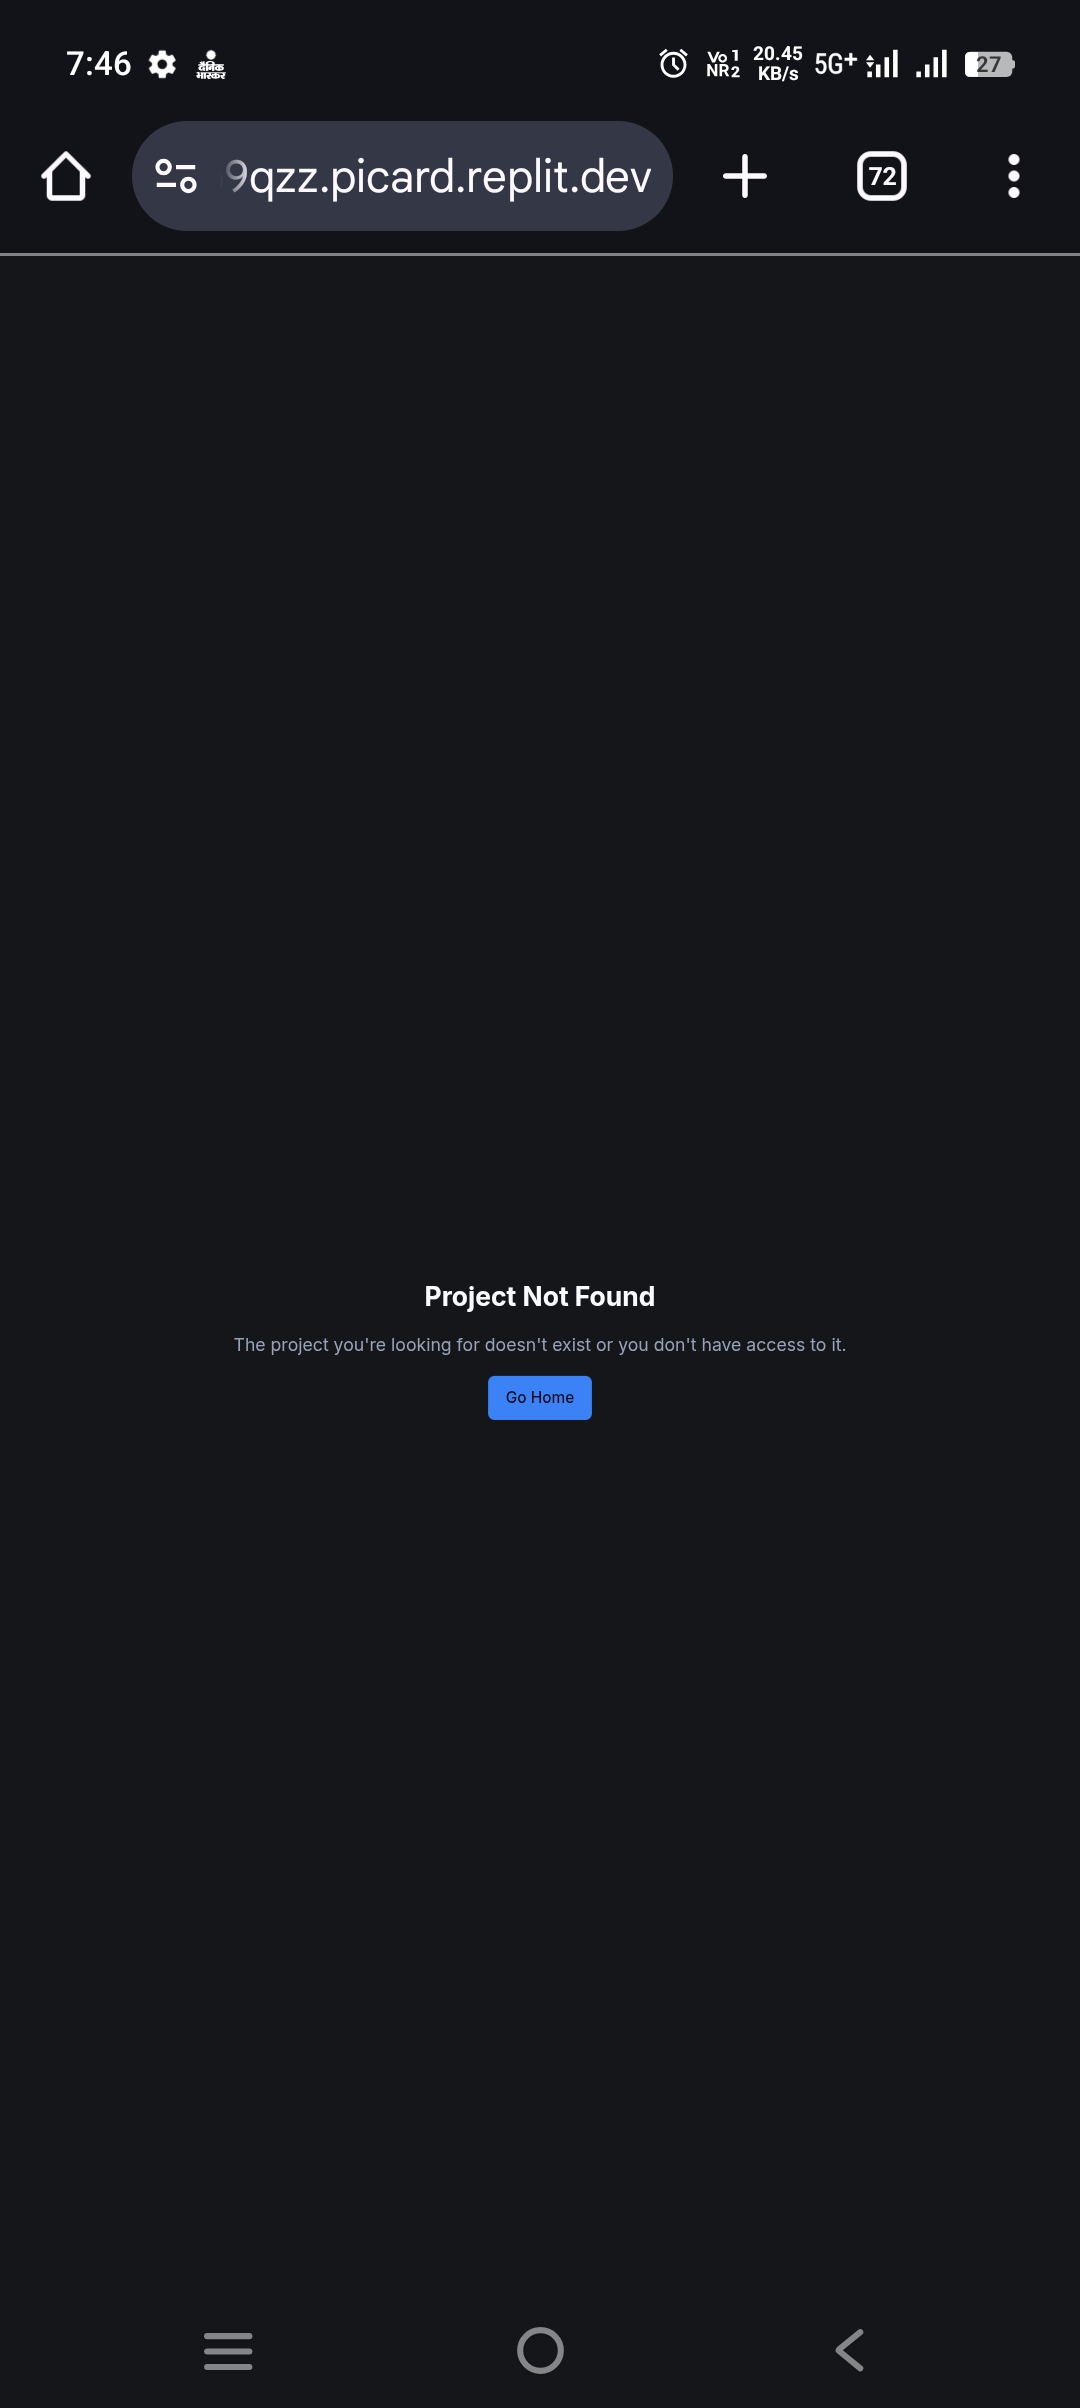 7:46
दैनिक
भास्कर
Vo 1
NR 2
20.45
KB/s
5G+
27
9qzz.picard.replit.dev
72
Project Not Found
The project you're looking for doesn't exist or you don't have access to it.
Go Home